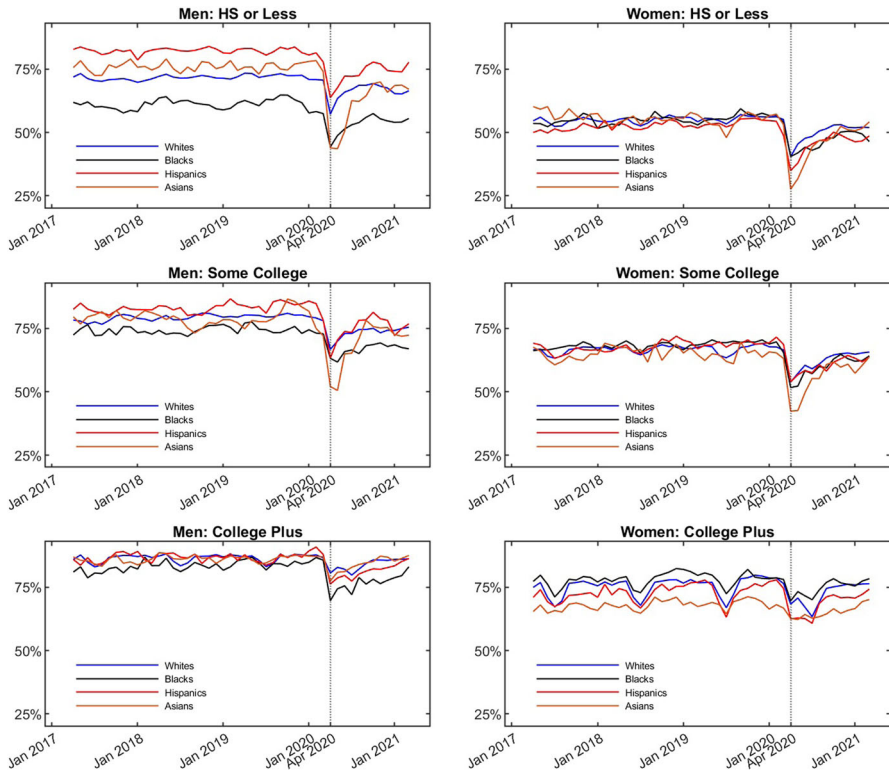 Men: HS or Less
75%
50%
25%
Whites
Blacks
Hispanics
Asians
Jan 2017
Jan 2018
Jan 2019
Jan 2020
Apr 2020
Jan 2021
Women: HS or Less
75%
50%
25%
Whites
Blacks
Hispanics
Asians
Jan 2017
Jan 2018
Jan 2019
Jan 2020
Apr 2020
Jan 2021
Men: Some College
75%
50%
25%
Whites
Blacks
Hispanics
Asians
Jan 2017
Jan 2018
Jan 2019
Jan 2020
Apr 2020
Jan 2021
Women: Some College
75%
50%
25%
Whites
Blacks
Hispanics
Asians
Jan 2017
Jan 2018
Jan 2019
Jan 2020
Apr 2020
Jan 2021
Men: College Plus
75%
50%
25%
Whites
Blacks
Hispanics
Asians
Jan 2017
Jan 2018
Jan 2019
Jan 2020
Apr 2020
Jan 2021
Women: College Plus
75%
50%
25%
Whites
Blacks
Hispanics
Asians
Jan 2017
Jan 2018
Jan 2019
Jan 2020
Apr 2020
Jan 2021